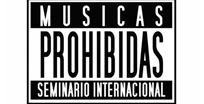 MUSICAS
PROHIBIDAS
SEMINARIO INTERNACIONAL